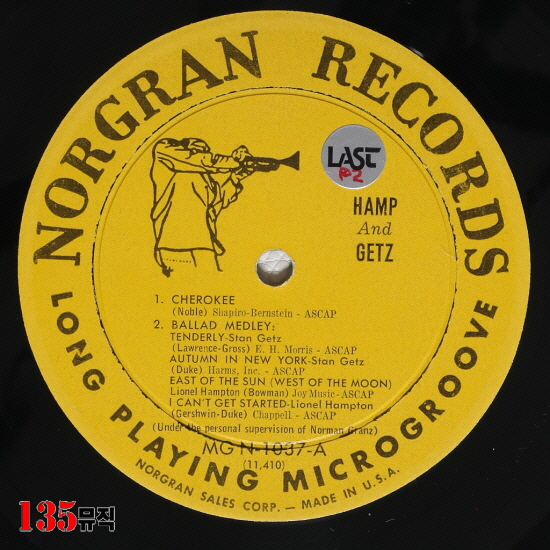 NORGRAN RECORDS
LAST
P2
HAMP
And
GETZ
1. CHEROKEE
(Noble) Shapiro-Bernstein - ASCAP
2. BALLAD MEDLEY:
TENDERLY-Stan Getz
(Lawrence-Gross) E. H. Morris - ASCAP
AUTUMN IN NEW YORK-Stan Getz
(Duke) Harms, Inc. - ASCAP
EAST OF THE SUN (WEST OF THE MOON)
Lionel Hampton (Bowman) Joy Music-ASCAP
I CAN'T GET STARTED-Lionel Hampton
(Gershwin-Duke) Chappell - ASCAP
(Under the personal supervision of Norman Granz)
MG N-1037-A
(11,410)
LONG PLAYING MICROGROOVE
NORGRAN SALES CORP. — MADE IN U.S.A.
135뮤직